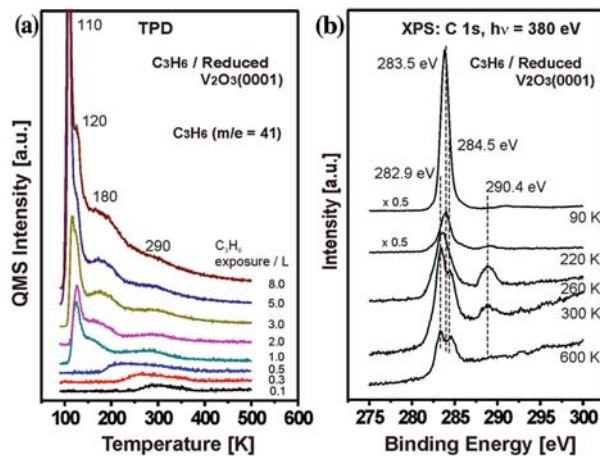 (a)
TPD
110
C3H6 / Reduced
V2O3(0001)
120
C3H6 (m/e = 41)
180
290
C3H6
exposure / L
8.0
5.0
3.0
2.0
1.0
0.5
0.3
0.1
QMS Intensity [a.u.]
100 200 300 400 500 600
Temperature [K]
(b)
XPS: C 1s, hν = 380 eV
283.5 eV
C3H6 / Reduced
V2O3(0001)
284.5 eV
282.9 eV
290.4 eV
x 0.5
90 K
x 0.5
220 K
260 K
300 K
600 K
Intensity [a.u.]
275 280 285 290 295 300
Binding Energy [eV]